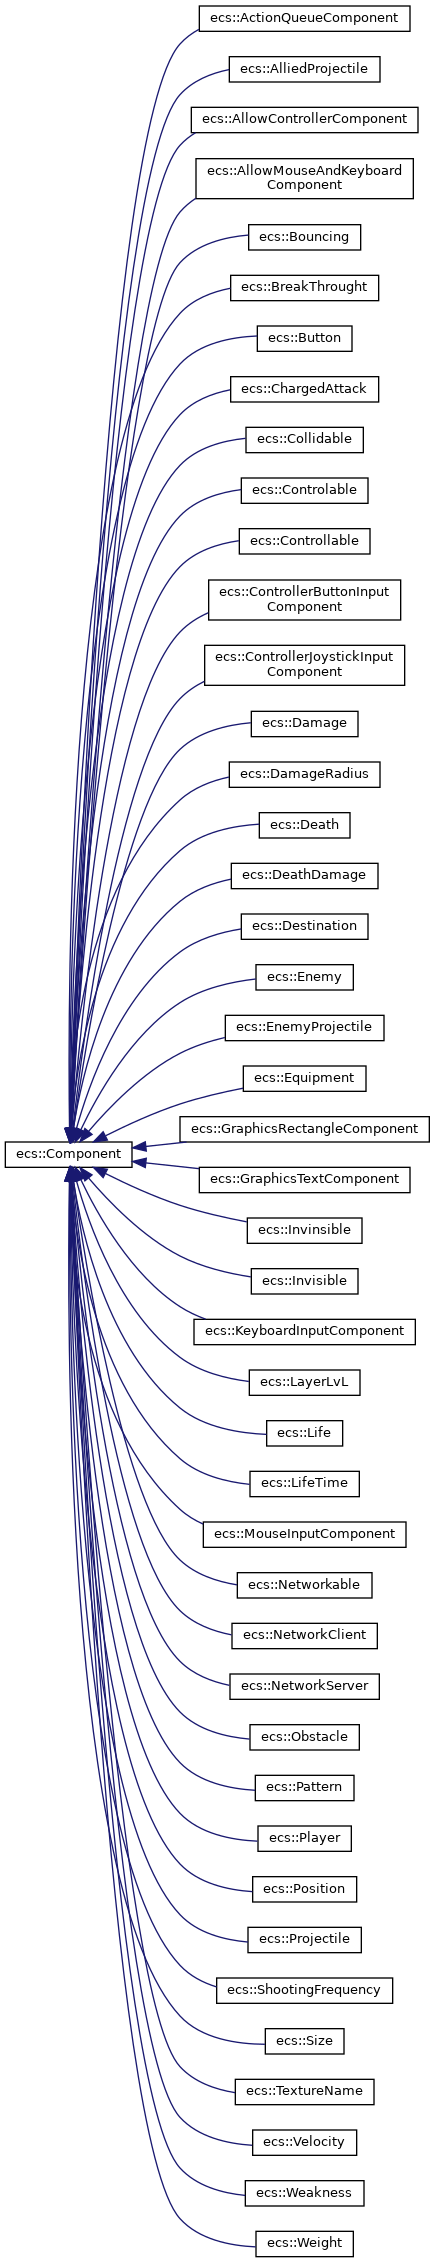 ecs::ActionQueueComponent
ecs::AlliedProjectile
ecs::AllowControllerComponent
ecs::AllowMouseAndKeyboard
Component
ecs::Bouncing
ecs::BreakThrought
ecs::Button
ecs::ChargedAttack
ecs::Collidable
ecs::Controlable
ecs::Controllable
ecs::ControllerButtonInput
Component
ecs::ControllerJoystickInput
Component
ecs::Damage
ecs::DamageRadius
ecs::Death
ecs::DeathDamage
ecs::Destination
ecs::Enemy
ecs::EnemyProjectile
ecs::Equipment
ecs::GraphicsRectangleComponent
ecs::Component
ecs::GraphicsTextComponent
ecs::Invinsible
ecs::Invisible
ecs::KeyboardInputComponent
ecs::LayerLvL
ecs::Life
ecs::LifeTime
ecs::MouseInputComponent
ecs::Networkable
ecs::NetworkClient
ecs::NetworkServer
ecs::Obstacle
ecs::Pattern
ecs::Player
ecs::Position
ecs::Projectile
ecs::ShootingFrequency
ecs::Size
ecs::TextureName
ecs::Velocity
ecs::Weakness
ecs::Weight